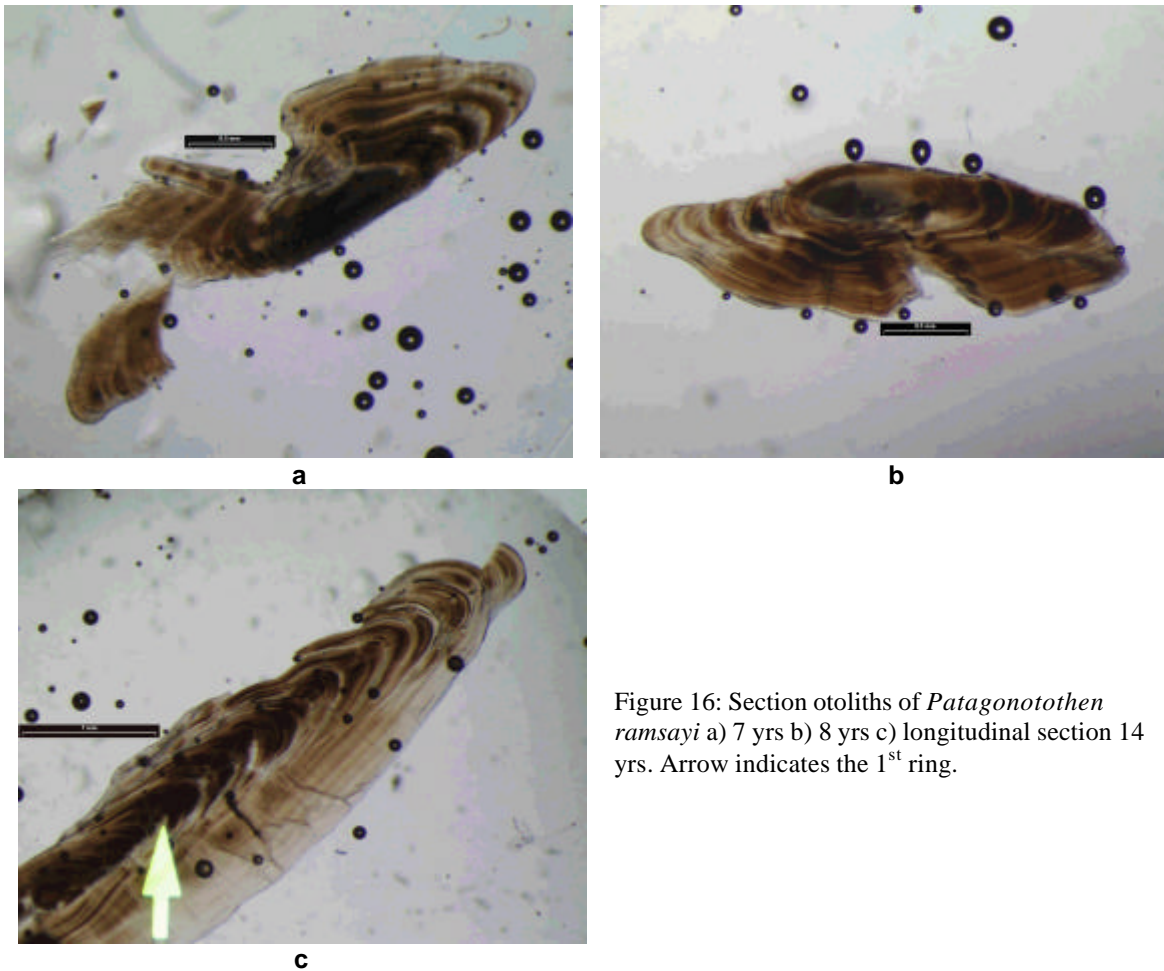 a
b
c
Figure 16: Section otoliths of Patagonotothen
ramsayi a) 7 yrs b) 8 yrs c) longitudinal section 14
yrs. Arrow indicates the 1st ring.